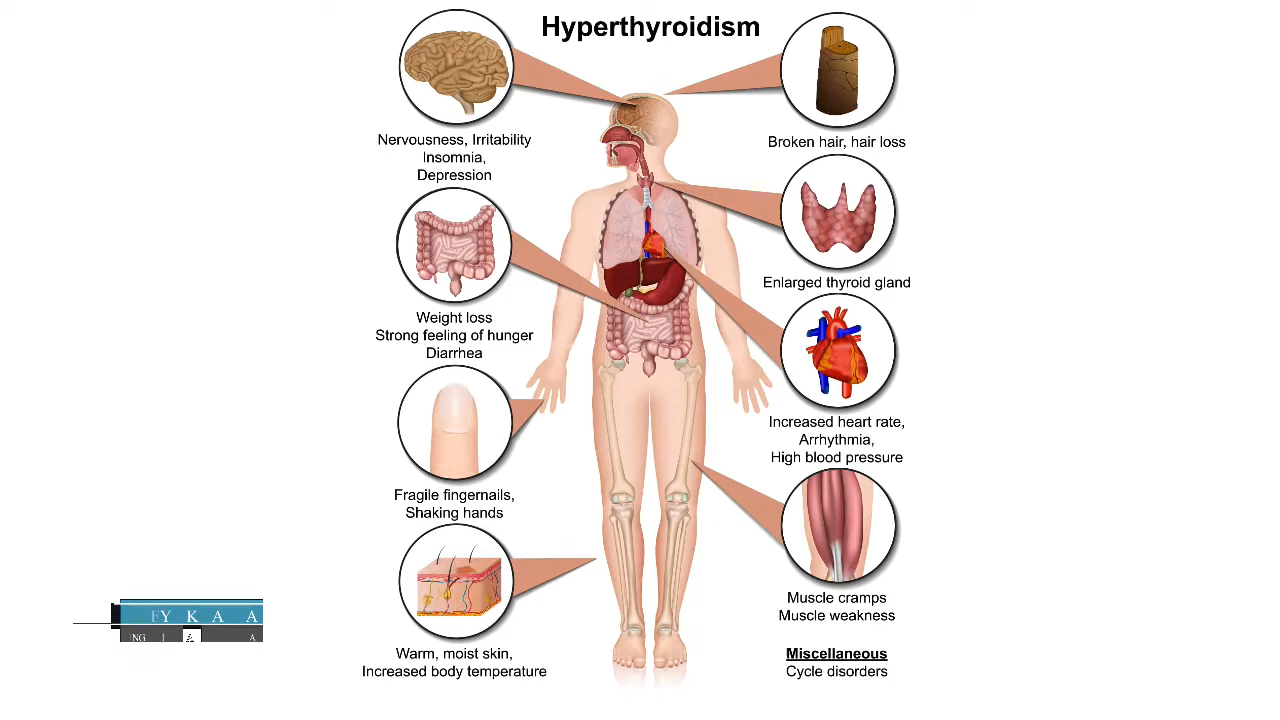 Hyperthyroidism
Nervousness, Irritability
Insomnia,
Depression
Weight loss
Strong feeling of hunger
Diarrhea
Fragile fingernails,
Shaking hands
Warm, moist skin,
Increased body temperature
Broken hair, hair loss
Enlarged thyroid gland
Increased heart rate,
Arrhythmia,
High blood pressure
Muscle cramps
Muscle weakness
Miscellaneous
Cycle disorders